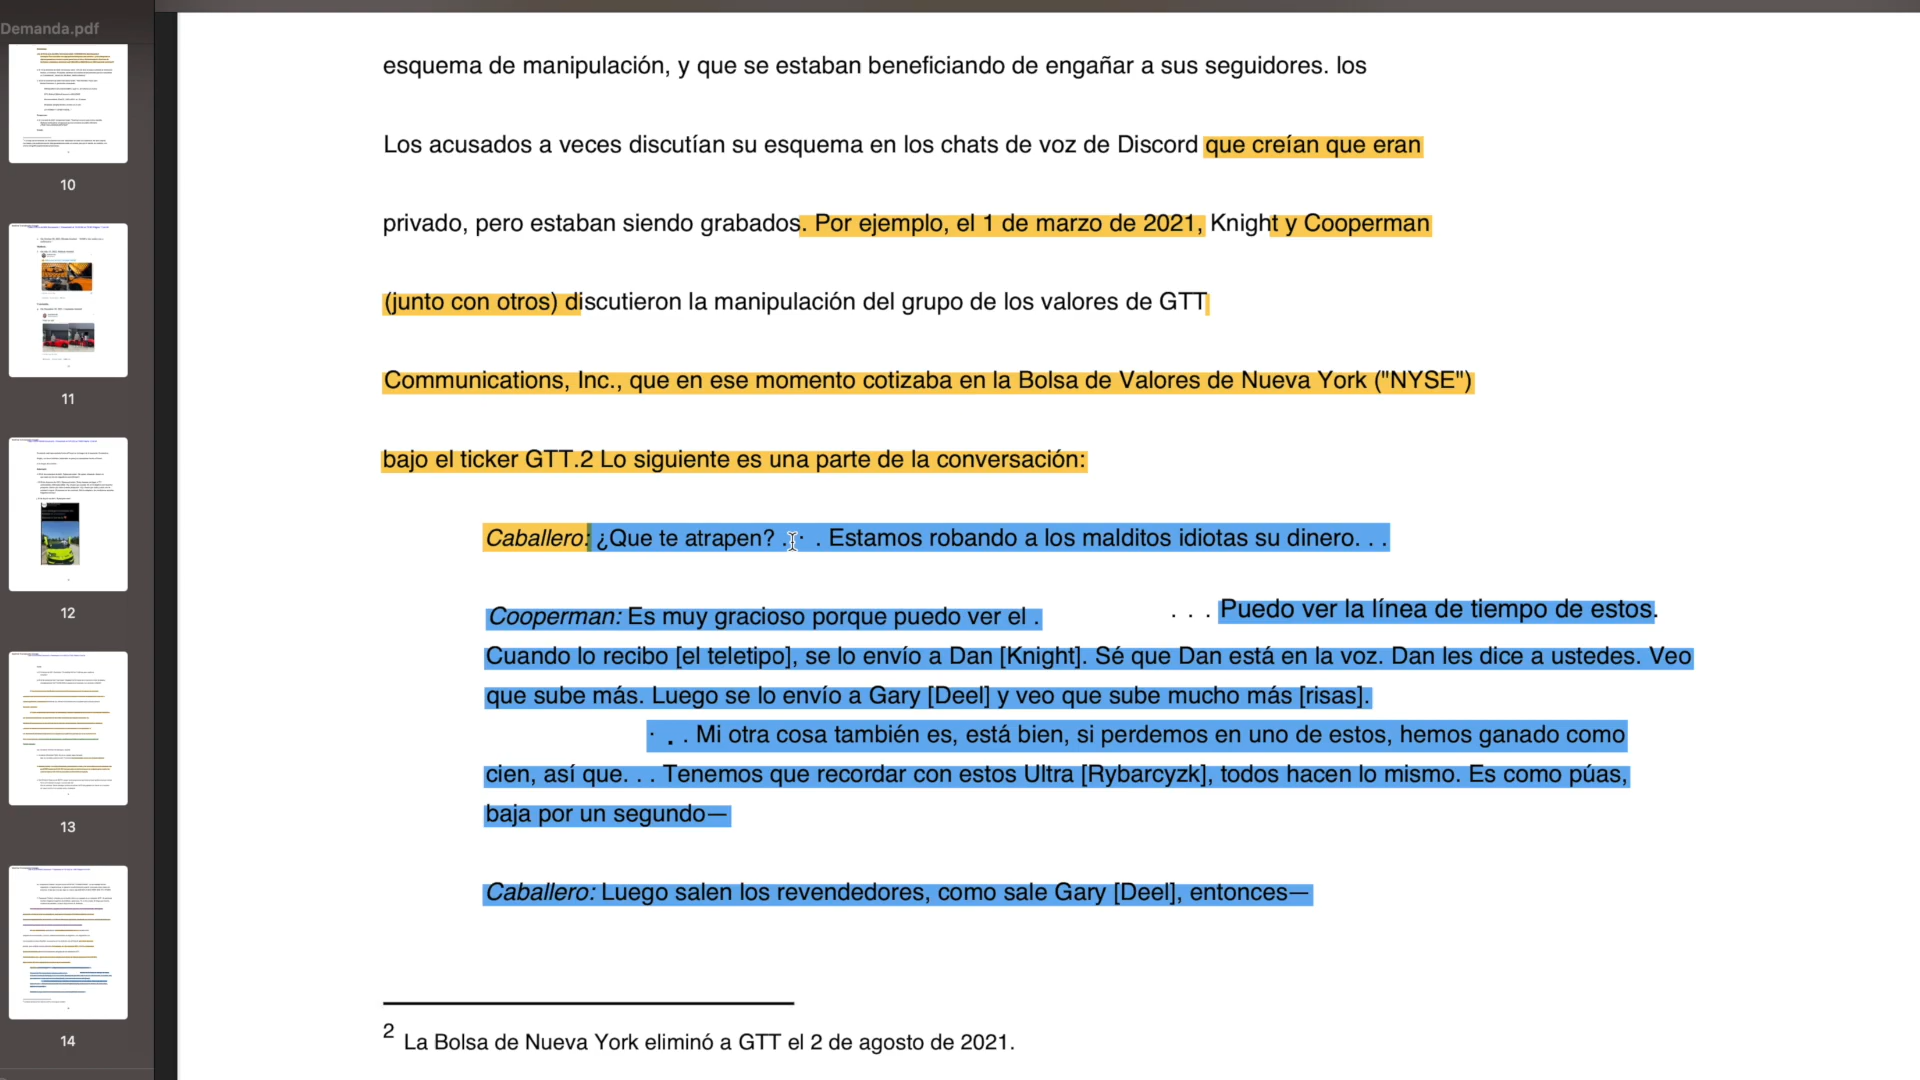 Demanda.pdf
10
11
12
13
14
esquema de manipulación, y que se estaban beneficiando de engañar a sus seguidores. los
Los acusados a veces discutían su esquema en los chats de voz de Discord que creían que eran
privado, pero estaban siendo grabados. Por ejemplo, el 1 de marzo de 2021, Knight y Cooperman
(junto con otros) discutieron la manipulación del grupo de los valores de GTT
Communications, Inc., que en ese momento cotizaba en la Bolsa de Valores de Nueva York ("NYSE")
bajo el ticker GTT.2 Lo siguiente es una parte de la conversación:
Caballero: ¿Que te atrapen? . . . Estamos robando a los malditos idiotas su dinero. . .
Cooperman: Es muy gracioso porque puedo ver el . . . . Puedo ver la línea de tiempo de estos.
Cuando lo recibo [el teletipo], se lo envío a Dan [Knight]. Sé que Dan está en la voz. Dan les dice a ustedes. Veo
que sube más. Luego se lo envío a Gary [Deel] y veo que sube mucho más [risas].
. . . Mi otra cosa también es, está bien, si perdemos en uno de estos, hemos ganado como
cien, así que. . . Tenemos que recordar con estos Ultra [Rybarcyzk], todos hacen lo mismo. Es como púas,
baja por un segundo—
Caballero: Luego salen los revendedores, como sale Gary [Deel], entonces—
2 La Bolsa de Nueva York eliminó a GTT el 2 de agosto de 2021.